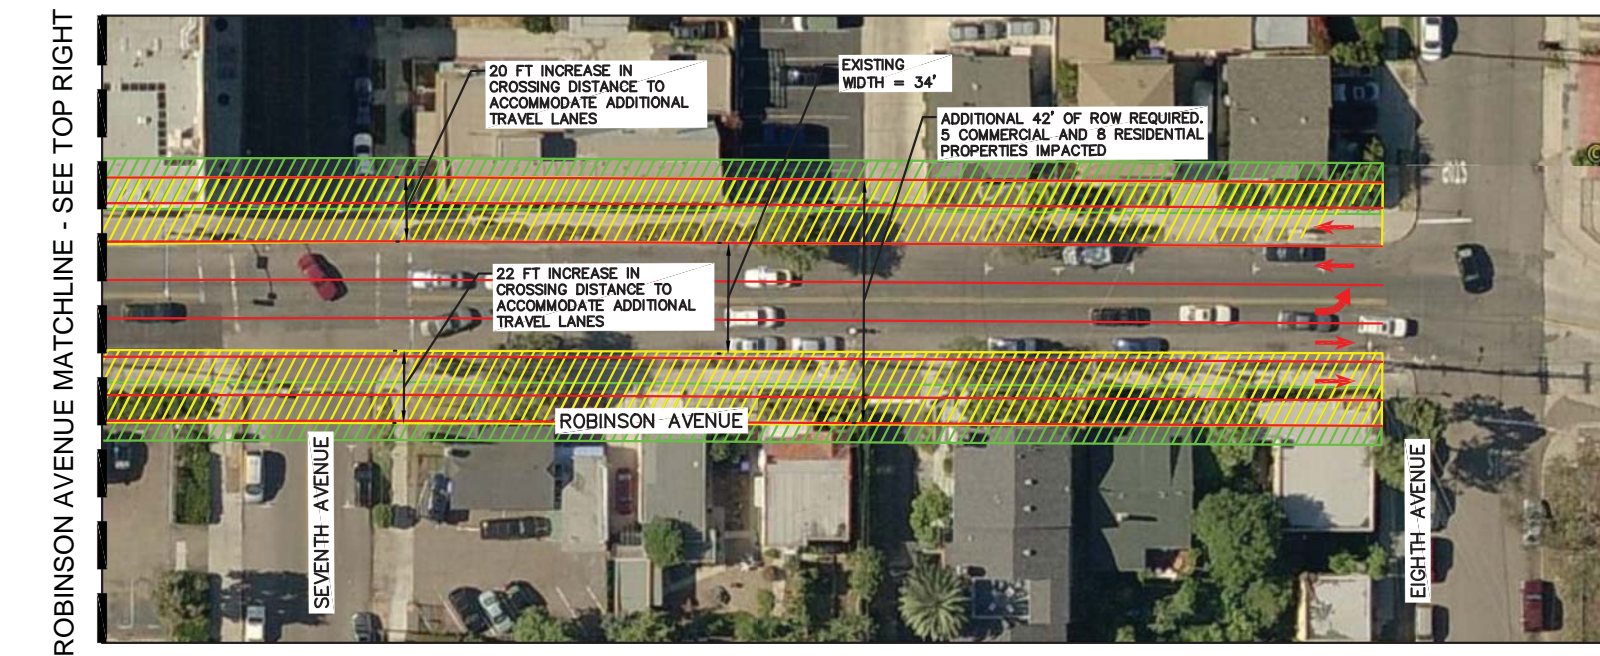 ROBINSON AVENUE MATCHLINE - SEE TOP RIGHT
20 FT INCREASE IN
CROSSING DISTANCE TO
ACCOMMODATE ADDITIONAL
TRAVEL LANES
EXISTING
WIDTH = 34'
ADDITIONAL 42' OF ROW REQUIRED.
5 COMMERCIAL AND 8 RESIDENTIAL
PROPERTIES IMPACTED
STOP
22 FT INCREASE IN
CROSSING DISTANCE TO
ACCOMMODATE ADDITIONAL
TRAVEL LANES
ROBINSON AVENUE
SEVENTH AVENUE
EIGHTH AVENUE
©